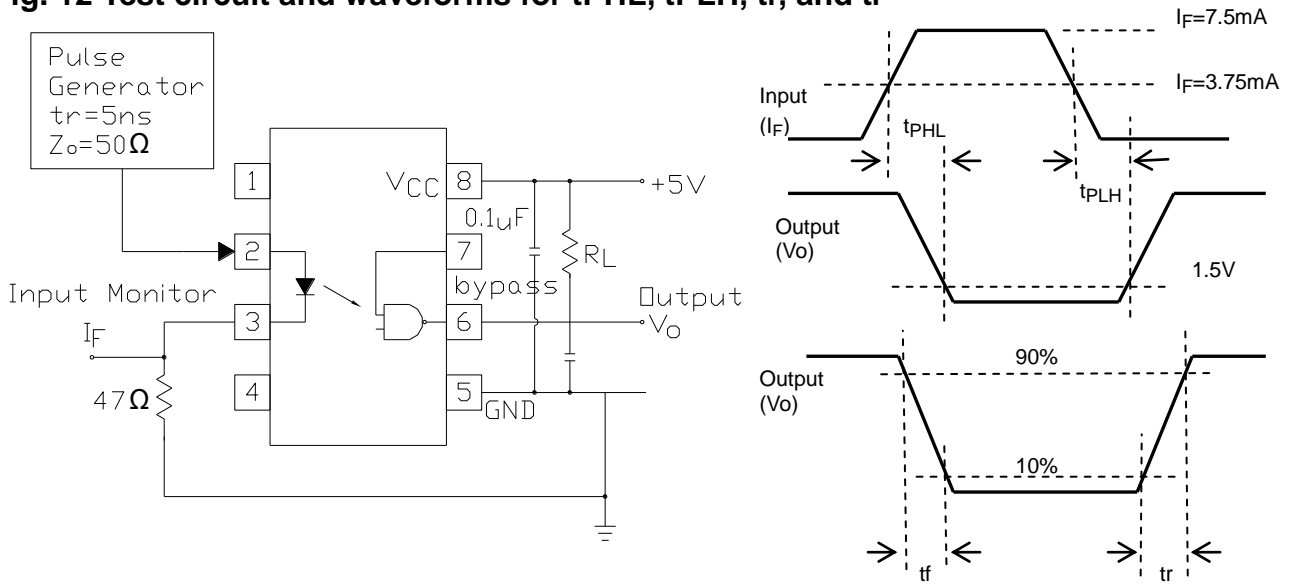 ig. 12 Test circuit and waveforms for tPHL, tPLH, tr, and tf
Pulse
Generator
tr=5ns
Zo=50Ω
1
2
3
4
VCC
8
7
6
5
+5V
0.1uF
RL
bypass
Output
Vo
GND
Input Monitor
IF
47Ω
IF=7.5mA
IF=3.75mA
Input
(IF)
tPHL
tPLH
Output
(Vo)
1.5V
Output
(Vo)
90%
10%
tf
tr